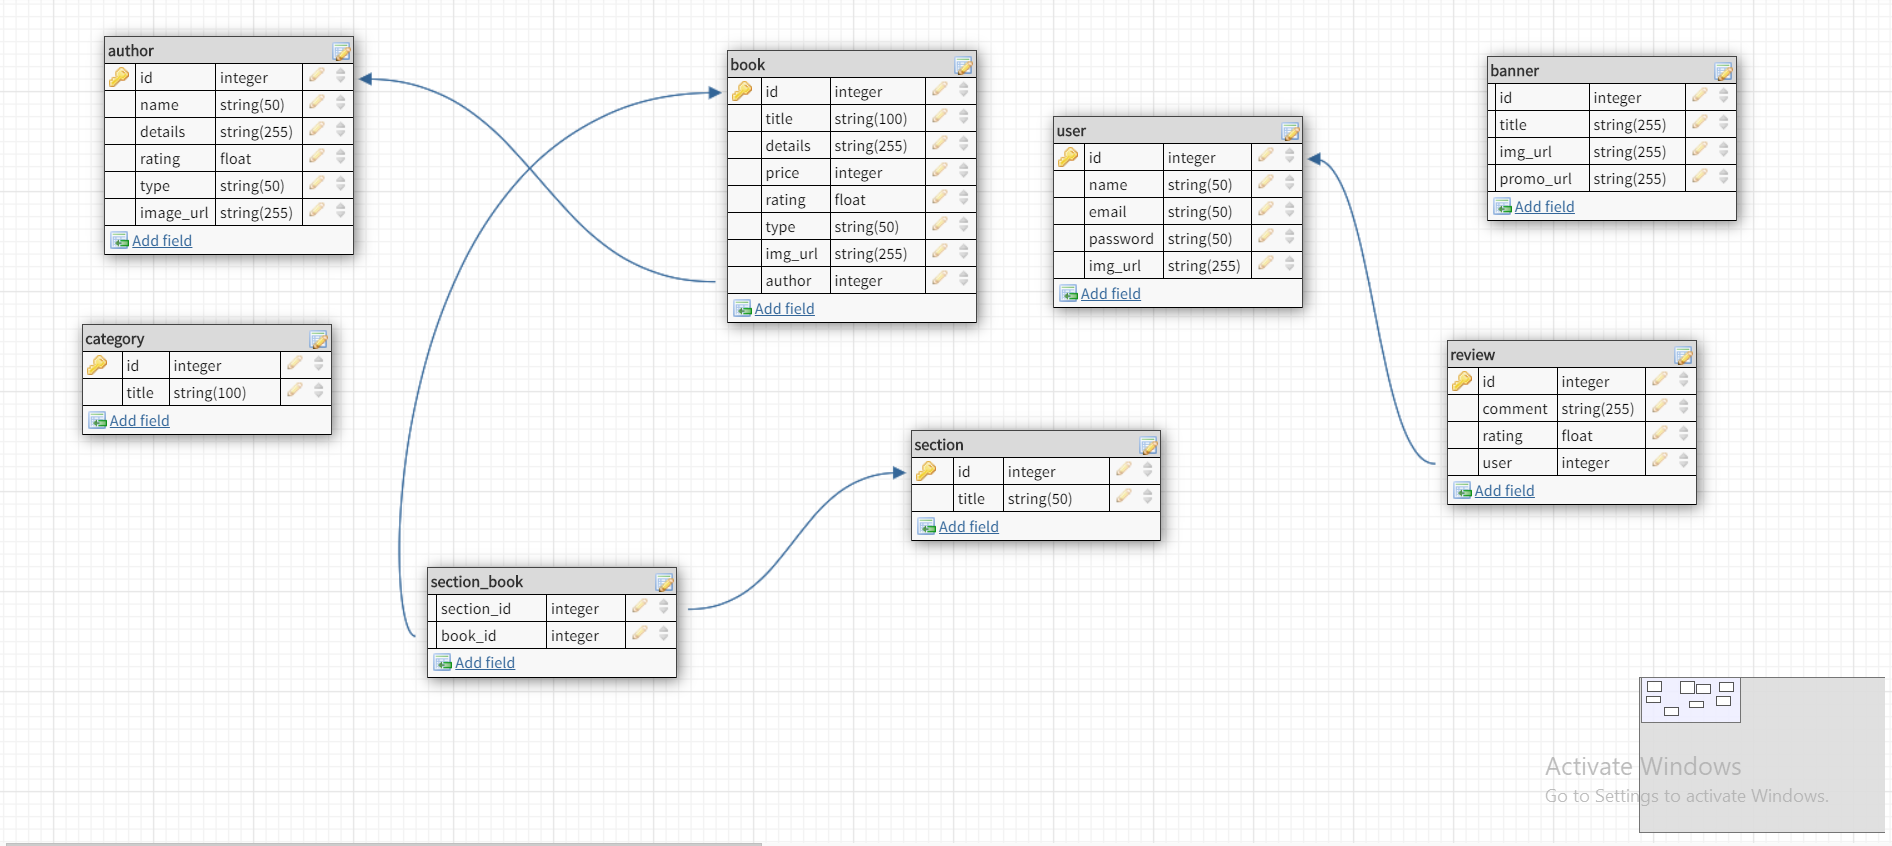 author
id integer
name string(50)
details string(255)
rating float
type string(50)
image_url string(255)
Add field
book
id integer
title string(100)
details string(255)
price integer
rating float
type string(50)
img_url string(255)
author integer
Add field
user
id integer
name string(50)
email string(50)
password string(50)
img_url string(255)
Add field
banner
id integer
title string(255)
img_url string(255)
promo_url string(255)
Add field
category
id integer
title string(100)
Add field
review
id integer
comment string(255)
rating float
user integer
Add field
section
id integer
title string(50)
Add field
section_book
section_id integer
book_id integer
Add field
Activate Windows
Go to Settings to activate Windows.